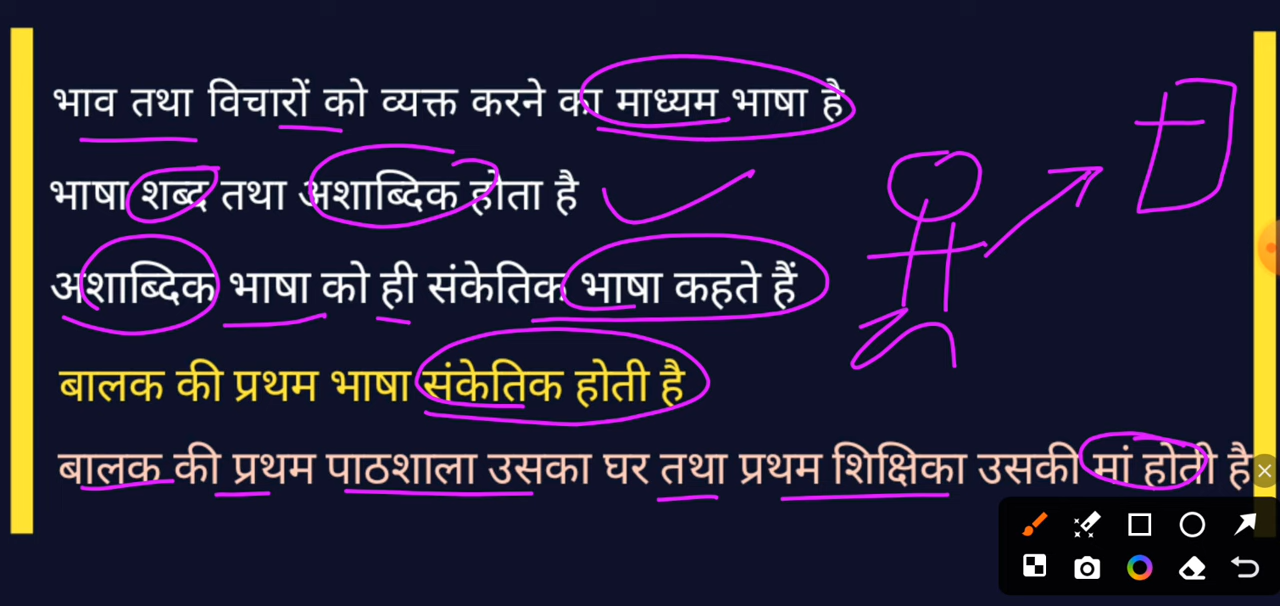 भाव तथा विचारों को व्यक्त करने का माध्यम भाषा है
भाषा शब्द तथा अशाब्दिक होता है
अशाब्दिक भाषा को ही संकेतिक भाषा कहते हैं
बालक की प्रथम भाषा संकेतिक होती है
बालक की प्रथम पाठशाला उसका घर तथा प्रथम शिक्षिका उसकी मां होती है